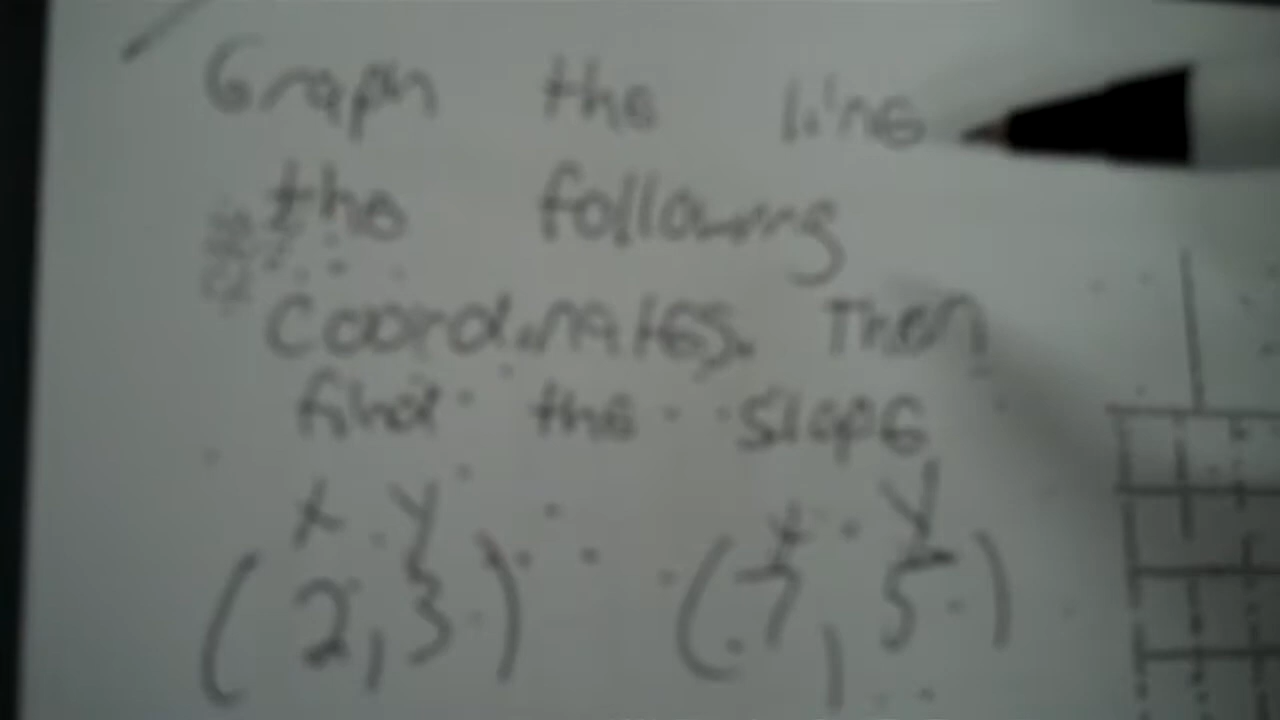 Graph the line
the following
Coordinates. Then
find the slope
x y x y
(2,3) (7,5)